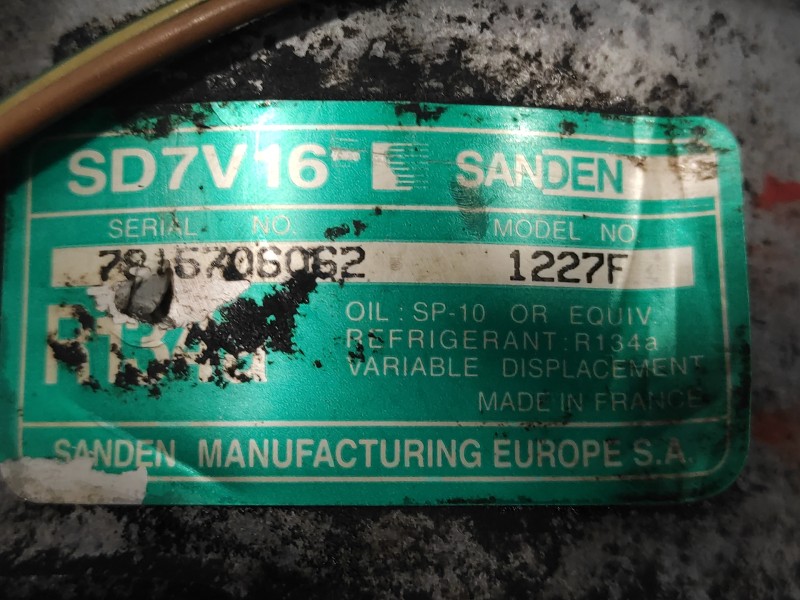 SD7V16- SANDEN
SERIAL NO. MODEL NO
1227F
R134a
OIL : SP-10 OR EQUIV.
REFRIGERANT : R134a
VARIABLE DISPLACEMENT
MADE IN FRANCE
SANDEN MANUFACTURING EUROPE S.A.